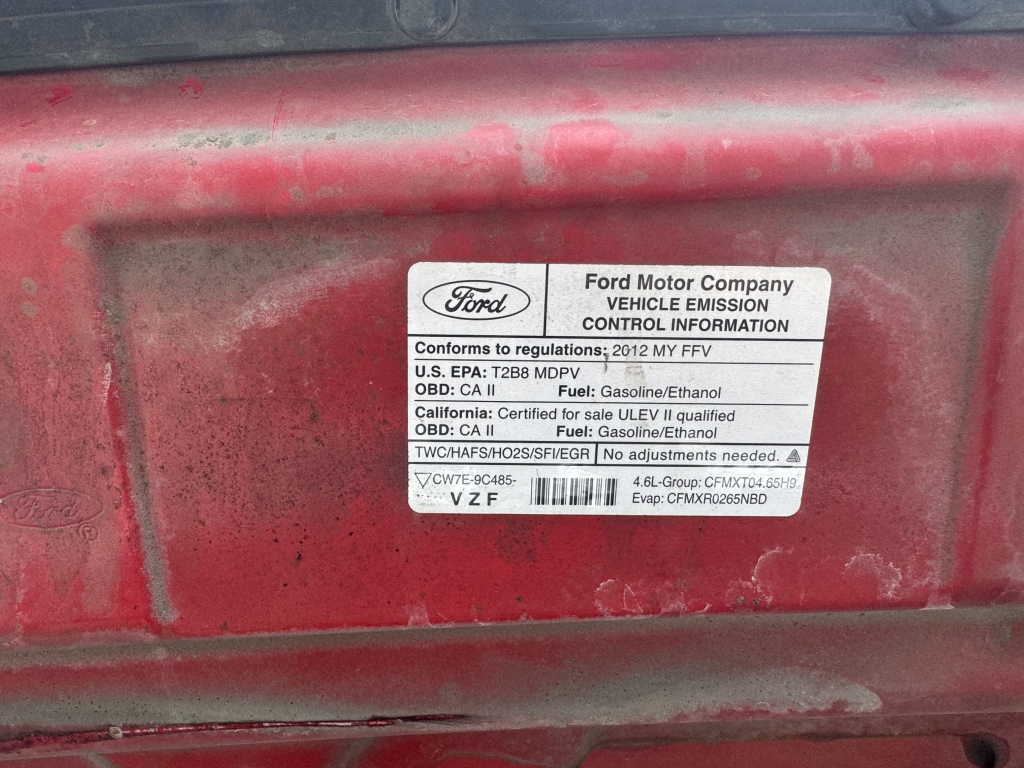 Ford
Ford Motor Company
VEHICLE EMISSION
CONTROL INFORMATION
Conforms to regulations: 2012 MY FFV
U.S. EPA: T2B8 MDPV
OBD: CA II Fuel: Gasoline/Ethanol
California: Certified for sale ULEV II qualified
OBD: CA II Fuel: Gasoline/Ethanol
TWC/HAFS/HO2S/SFI/EGR No adjustments needed.
CW7E-9C485-
VZF
4.6L-Group: CFMXT04.65H9
Evap: CFMXR0265NBD
Ford